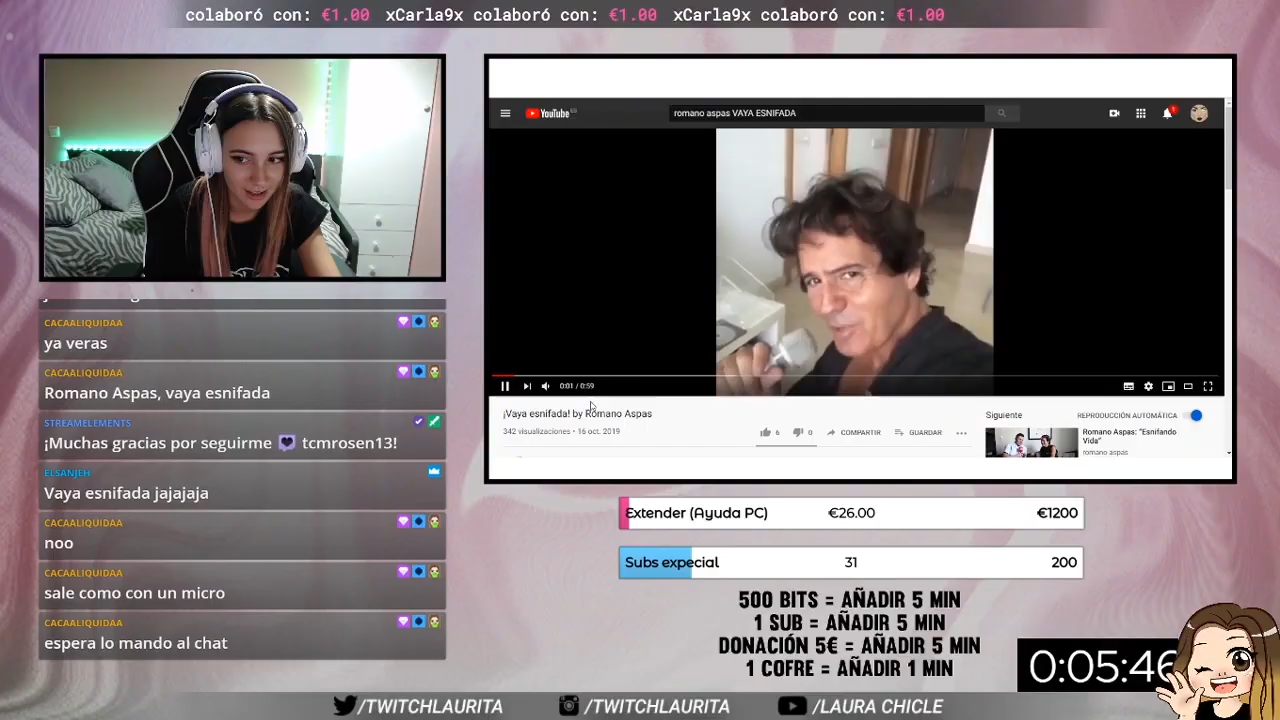 colaboró con: €1.00 xCarla9x colaboró con: €1.00 xCarla9x colaboró con: €1.00
YouTube ES
romano aspas VAYA ESNIFADA
CACAALIQUIDAA
ya veras
CACAALIQUIDAA
Romano Aspas, vaya esnifada
STREAMELEMENTS
¡Muchas gracias por seguirme tcmrosen13!
ELSANJEH
Vaya esnifada jajajaja
CACAALIQUIDAA
noo
CACAALIQUIDAA
sale como con un micro
CACAALIQUIDAA
espera lo mando al chat
0:01 / 0:59
¡Vaya esnifada! by Romano Aspas
342 visualizaciones • 16 oct. 2019
6 0 COMPARTIR GUARDAR
Siguiente REPRODUCCIÓN AUTOMÁTICA
Romano Aspas: "Esnifando
Vida"
romano aspas
Extender (Ayuda PC) €26.00 €1200
Subs expecial 31 200
500 BITS = AÑADIR 5 MIN
1 SUB = AÑADIR 5 MIN
DONACIÓN 5€ = AÑADIR 5 MIN
1 COFRE = AÑADIR 1 MIN
0:05:46
/TWITCHLAURITA /TWITCHLAURITA /LAURA CHICLE